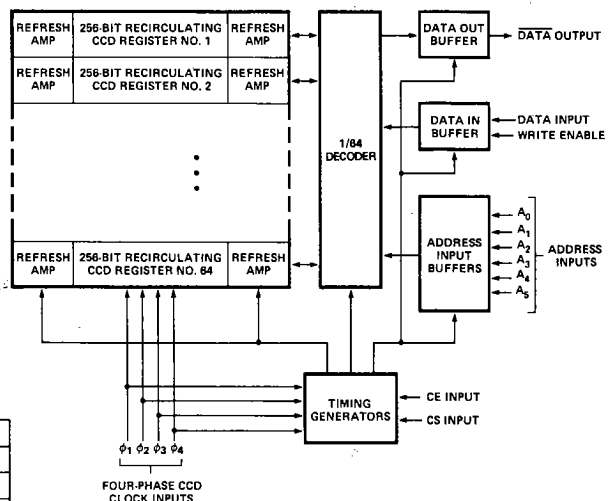 REFRESH AMP
256-BIT RECIRCULATING CCD REGISTER NO. 1
REFRESH AMP
REFRESH AMP
256-BIT RECIRCULATING CCD REGISTER NO. 2
REFRESH AMP
REFRESH AMP
256-BIT RECIRCULATING CCD REGISTER NO. 64
REFRESH AMP
1/64 DECODER
DATA OUT BUFFER
D̅A̅T̅A̅ OUTPUT
DATA IN BUFFER
DATA INPUT
WRITE ENABLE
ADDRESS INPUT BUFFERS
A0
A1
A2
A3
A4
A5
ADDRESS INPUTS
TIMING GENERATORS
CE INPUT
CS INPUT
ϕ1 ϕ2 ϕ3 ϕ4
FOUR-PHASE CCD
CLOCK INPUTS